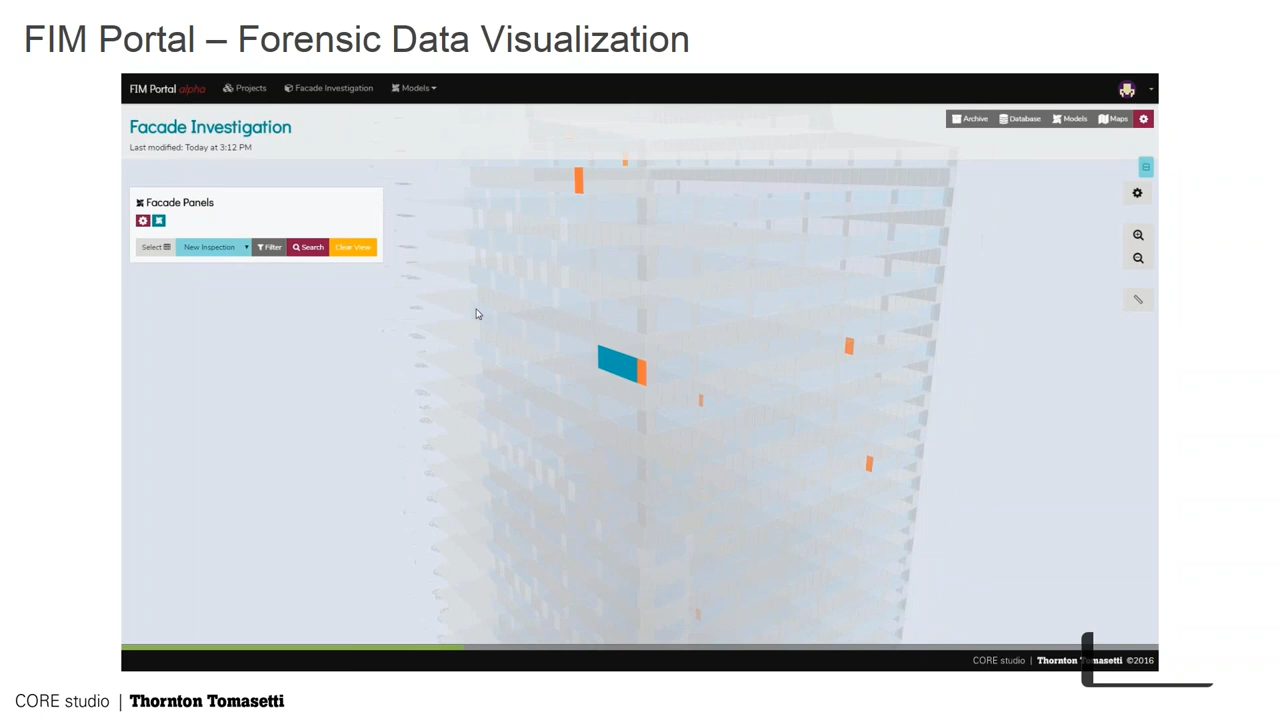 FIM Portal – Forensic Data Visualization
FIM Portal alpha Projects Facade Investigation Models
Facade Investigation
Archive Database Models Maps
Last modified: Today at 3:12 PM
Facade Panels
Select New Inspection Filter Search Clear View
CORE studio | Thornton Tomasetti ©2016
CORE studio | Thornton Tomasetti